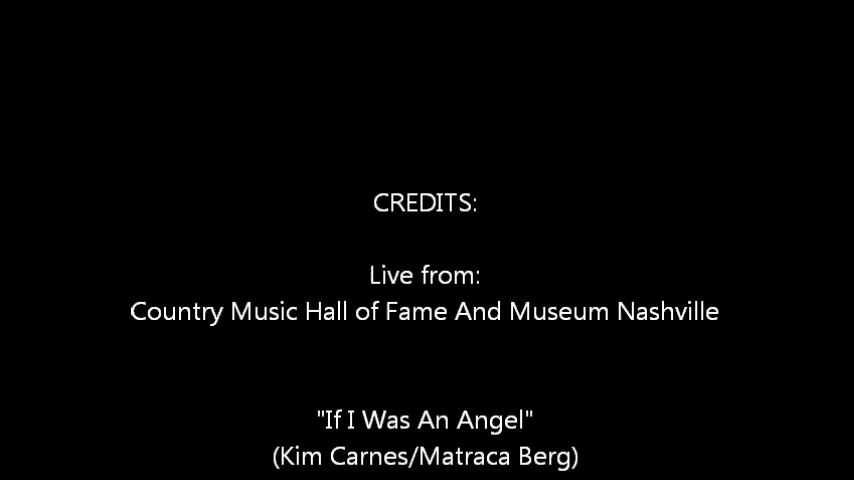 CREDITS:
Live from:
Country Music Hall of Fame And Museum Nashville
"If I Was An Angel"
(Kim Carnes/Matraca Berg)